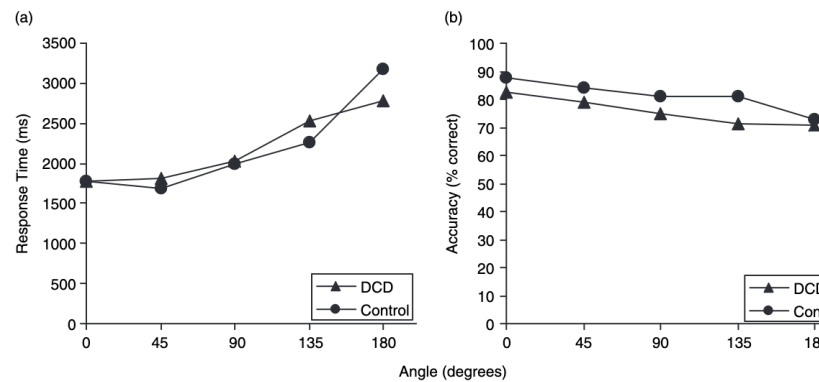 (a)
3500
3000
2500
2000
1500
1000
500
0
Response Time (ms)
0 45 90 135 180
DCD
Control
(b)
100
90
80
70
60
50
40
30
20
10
0
Accuracy (% correct)
0 45 90 135
DCD
Angle (degrees)